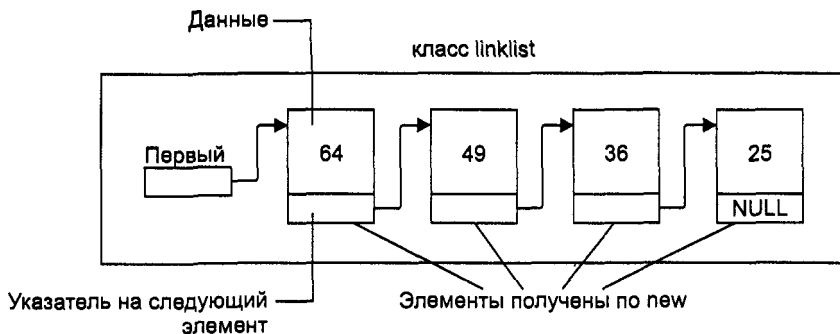 Данные
класс linklist
Первый
64
49
36
25
NULL
Указатель на следующий
элемент
Элементы получены по new